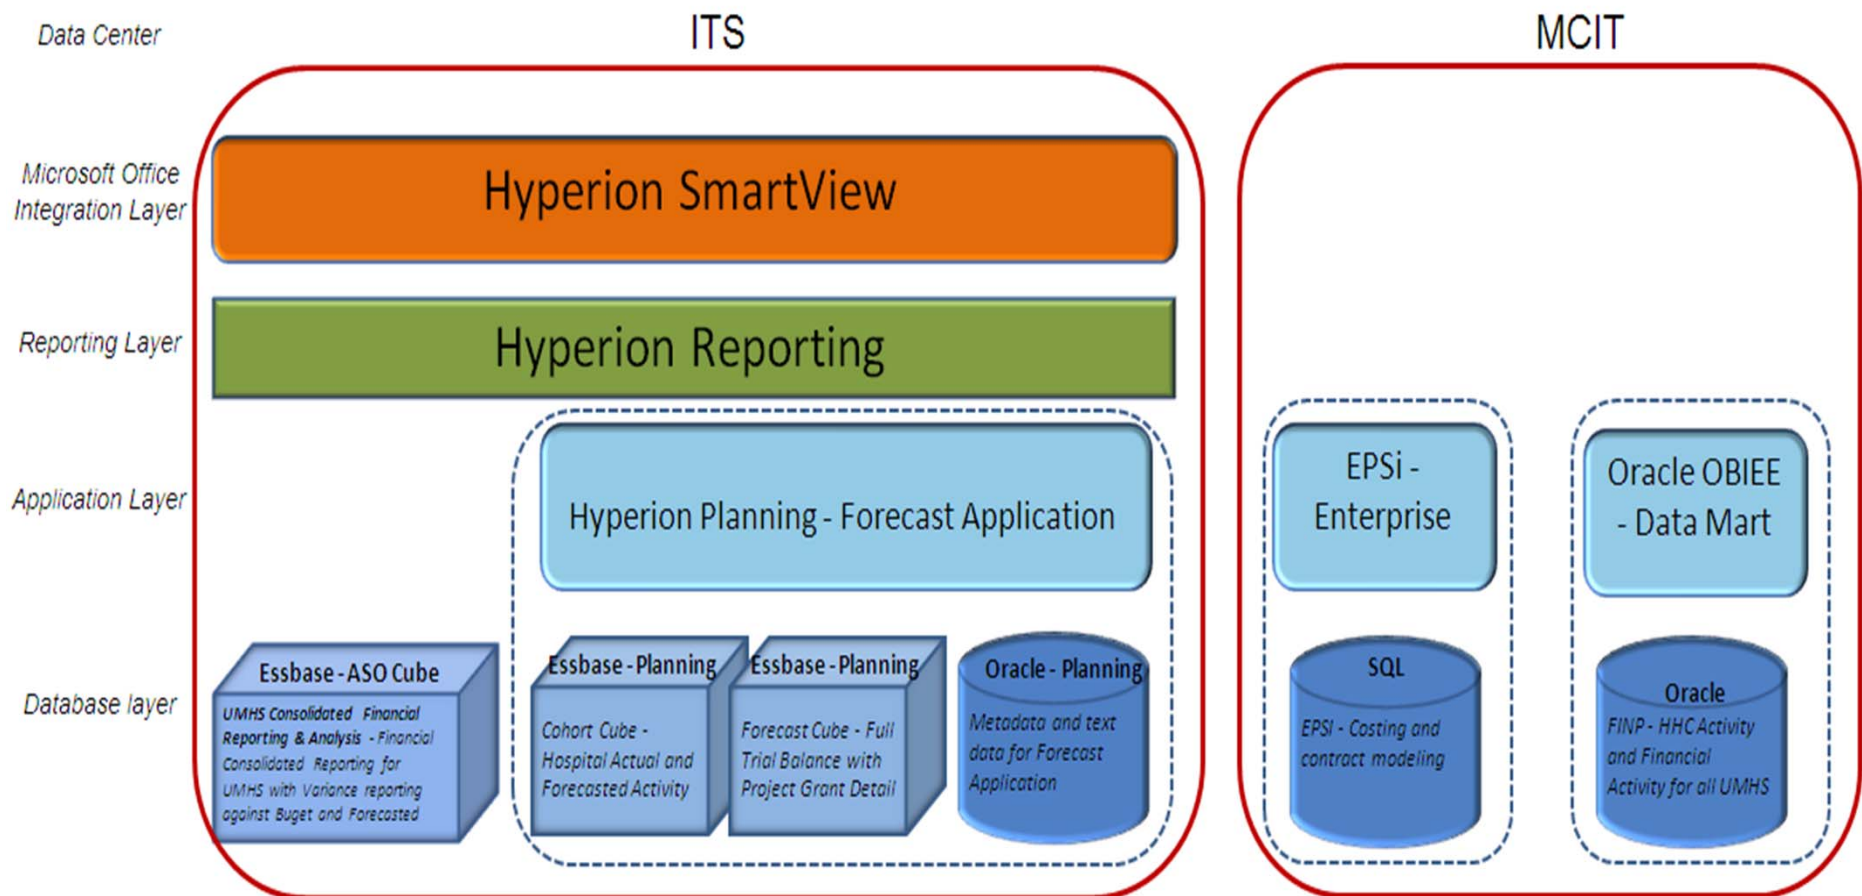 Data Center
ITS
MCIT
Microsoft Office
Integration Layer
Hyperion SmartView
Reporting Layer
Hyperion Reporting
Application Layer
Hyperion Planning - Forecast Application
EPSi -
Enterprise
Oracle OBIEE
- Data Mart
Database layer
Essbase - ASO Cube
UMHS Consolidated Financial
Reporting & Analysis - Financial
Consolidated Reporting for
UMHS with Variance reporting
against Buget and Forecasted
Essbase - Planning
Cohort Cube -
Hospital Actual and
Forecasted Activity
Essbase - Planning
Forecast Cube - Full
Trial Balance with
Project Grant Detail
Oracle - Planning
Metadata and text
data for Forecast
Application
SQL
EPSI - Costing and
contract modeling
Oracle
FINP - HHC Activity
and Financial
Activity for all UMHS